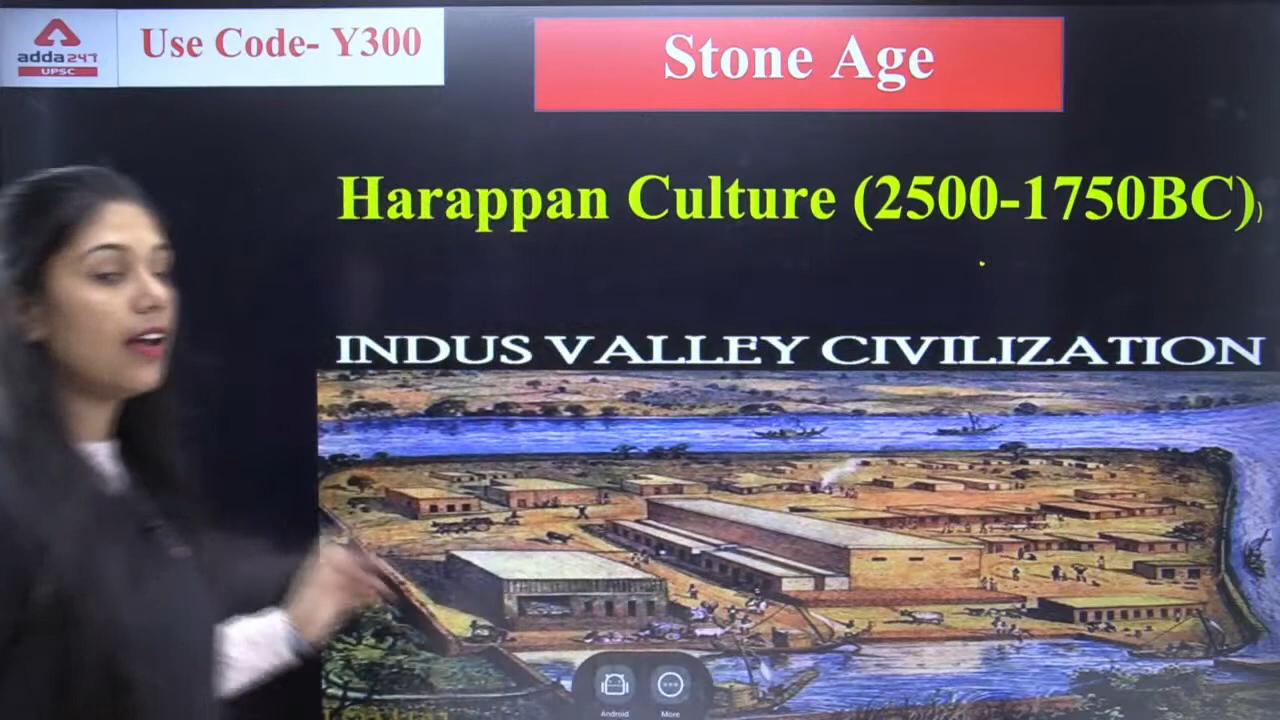 adda247
UPSC
Use Code- Y300
Stone Age
Harappan Culture (2500-1750BC))
INDUS VALLEY CIVILIZATION
Android
More